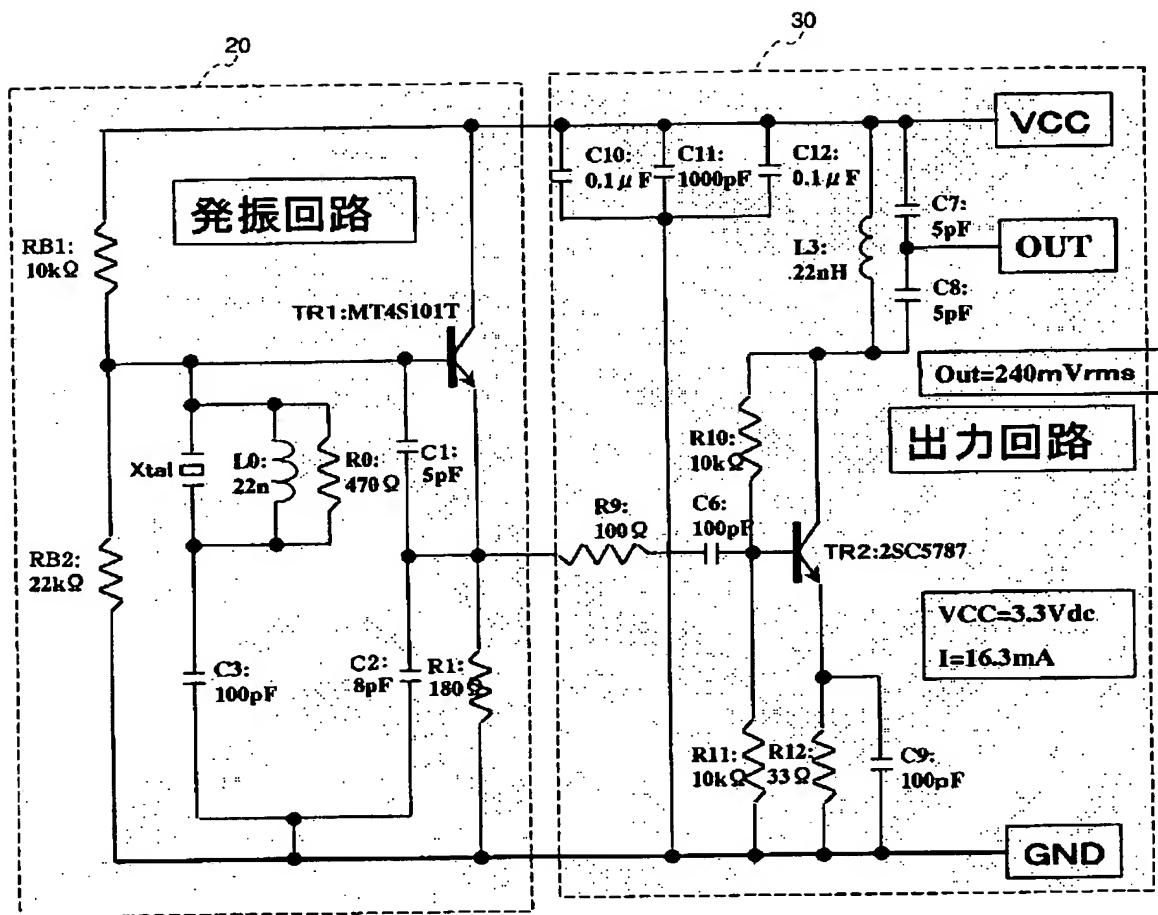 20
30
VCC
発振回路
C10:
0.1μF
C11:
1000pF
C12:
0.1μF
C7:
5pF
OUT
RB1:
10kΩ
L3:
22nH
C8:
5pF
TR1:MT4S101T
Out=240mVrms
出力回路
Xtal
L0:
22n
R0:
470Ω
C1:
5pF
R10:
10kΩ
R9:
100Ω
C6:
100pF
TR2:2SC5787
RB2:
22kΩ
VCC=3.3Vdc
I=16.3mA
C3:
100pF
C2:
8pF
R1:
180Ω
R11:
10kΩ
R12:
33Ω
C9:
100pF
GND